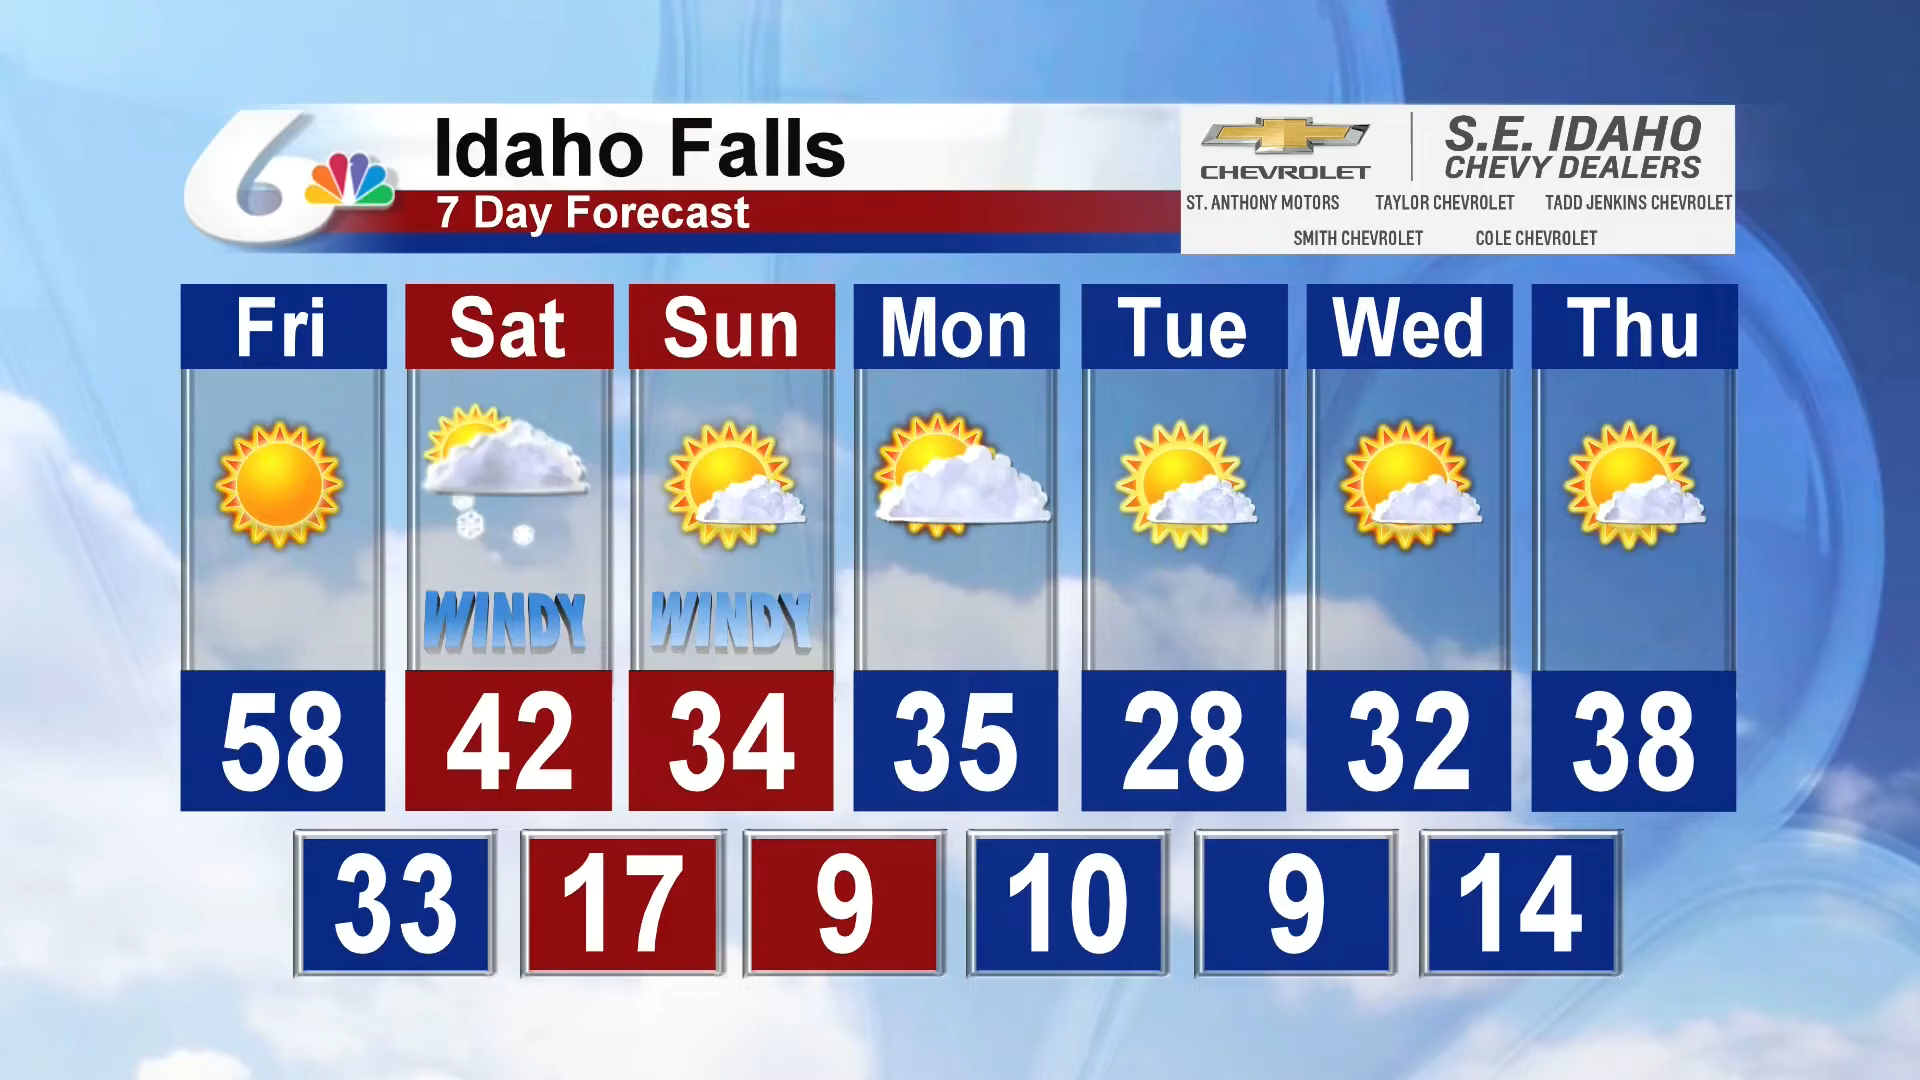 6
Idaho Falls
7 Day Forecast
CHEVROLET
S.E. IDAHO
CHEVY DEALERS
ST. ANTHONY MOTORS TAYLOR CHEVROLET TADD JENKINS CHEVROLET
SMITH CHEVROLET COLE CHEVROLET
Fri Sat Sun Mon Tue Wed Thu
WINDY WINDY
58 42 34 35 28 32 38
33 17 9 10 9 14